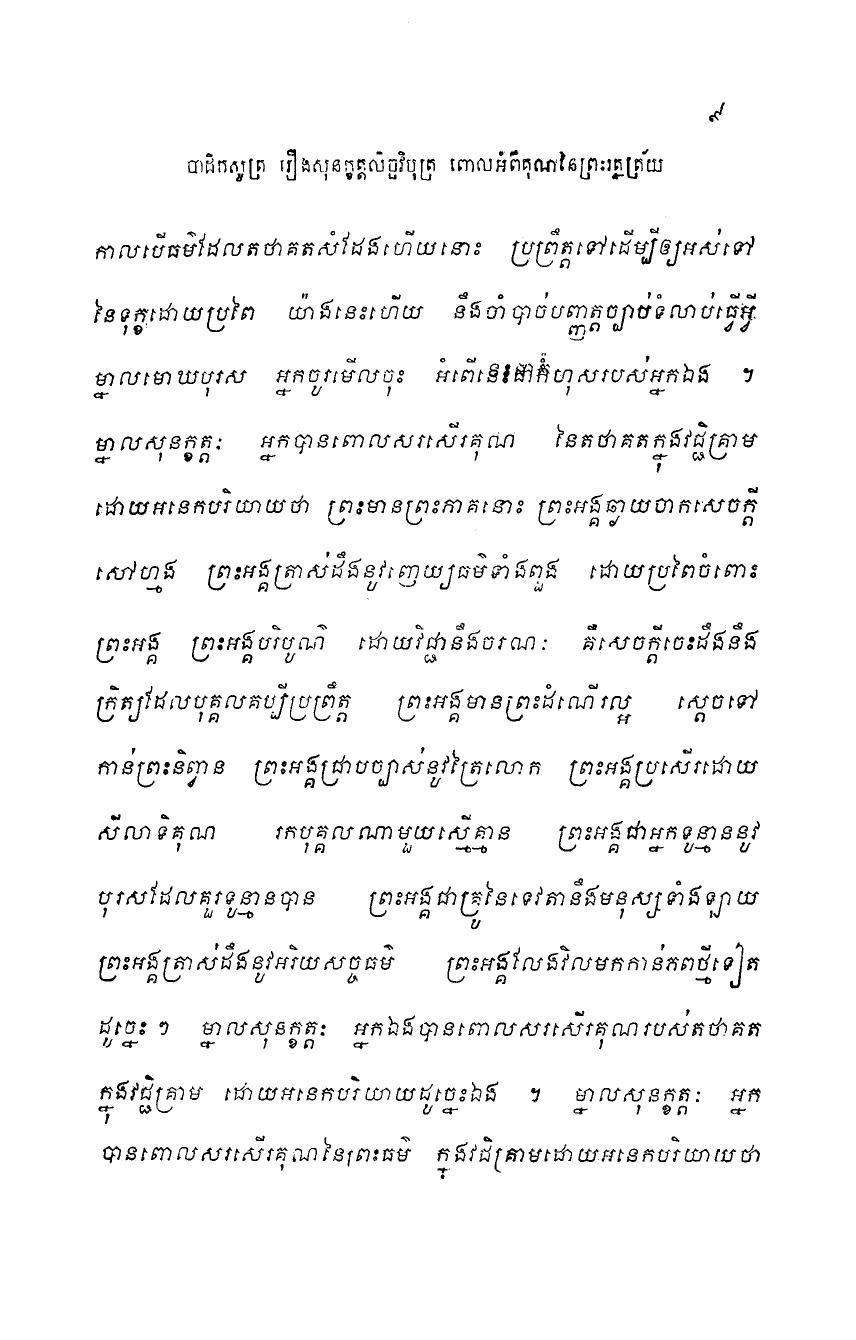 ៩
បាដិកសូត្រ រឿងសុនក្ខត្តលិច្ឆវិបុត្រ ពោលអំពីគុណនៃព្រះរត្នត្រ័យ
កាលបើធម៌ដែលតថាគតសំដែងហើយនោះ ប្រព្រឹត្តទៅដើម្បីឲ្យអស់ទៅ
នៃទុក្ខដោយប្រពៃ យ៉ាងនេះហើយ នឹងចាំបាច់បញ្ញត្តច្បាប់ទំលាប់ធ្វើអ្វី
ម្នាលមោឃបុរស អ្នកចូរមើលចុះ អំពើនេះជាកំហុសរបស់អ្នកឯង ។
ម្នាលសុនក្ខត្តៈ អ្នកបានពោលសរសើរគុណ នៃតថាគតក្នុងវជ្ជិគ្រាម
ដោយអនេកបរិយាយថា ព្រះមានព្រះភាគនោះ ព្រះអង្គឆ្ងាយចាកសេចក្តី
សៅហ្មង ព្រះអង្គត្រាស់ដឹងនូវញេយ្យធម៌ទាំងពួង ដោយប្រពៃចំពោះ
ព្រះអង្គ ព្រះអង្គបរិបូណ៌ ដោយវិជ្ជានឹងចរណៈ គឺសេចក្តីចេះដឹងនឹង
ក្រិត្យដែលបុគ្គលគប្បីប្រព្រឹត្ត ព្រះអង្គមានព្រះដំណើរល្អ ស្តេចទៅ
កាន់ព្រះនិព្វាន ព្រះអង្គជ្រាបច្បាស់នូវត្រៃលោក ព្រះអង្គប្រសើរដោយ
សីលាទិគុណ រកបុគ្គលណាមួយស្មើគ្មាន ព្រះអង្គជាអ្នកទូន្មាននូវ
បុរសដែលគួរទូន្មានបាន ព្រះអង្គជាគ្រូនៃទេវតានឹងមនុស្សទាំងឡាយ
ព្រះអង្គត្រាស់ដឹងនូវអរិយសច្ចធម៌ ព្រះអង្គលែងវិលមកកាន់ភពថ្មីទៀត
ដូច្នេះ ។ ម្នាលសុនក្ខត្តៈ អ្នកឯងបានពោលសរសើរគុណរបស់តថាគត
ក្នុងវជ្ជិគ្រាម ដោយអនេកបរិយាយដូច្នេះឯង ។ ម្នាលសុនក្ខត្តៈ អ្នក
បានពោលសរសើរគុណនៃព្រះធម៌ ក្នុងវជិគ្រាមដោយអនេកបរិយាយថា